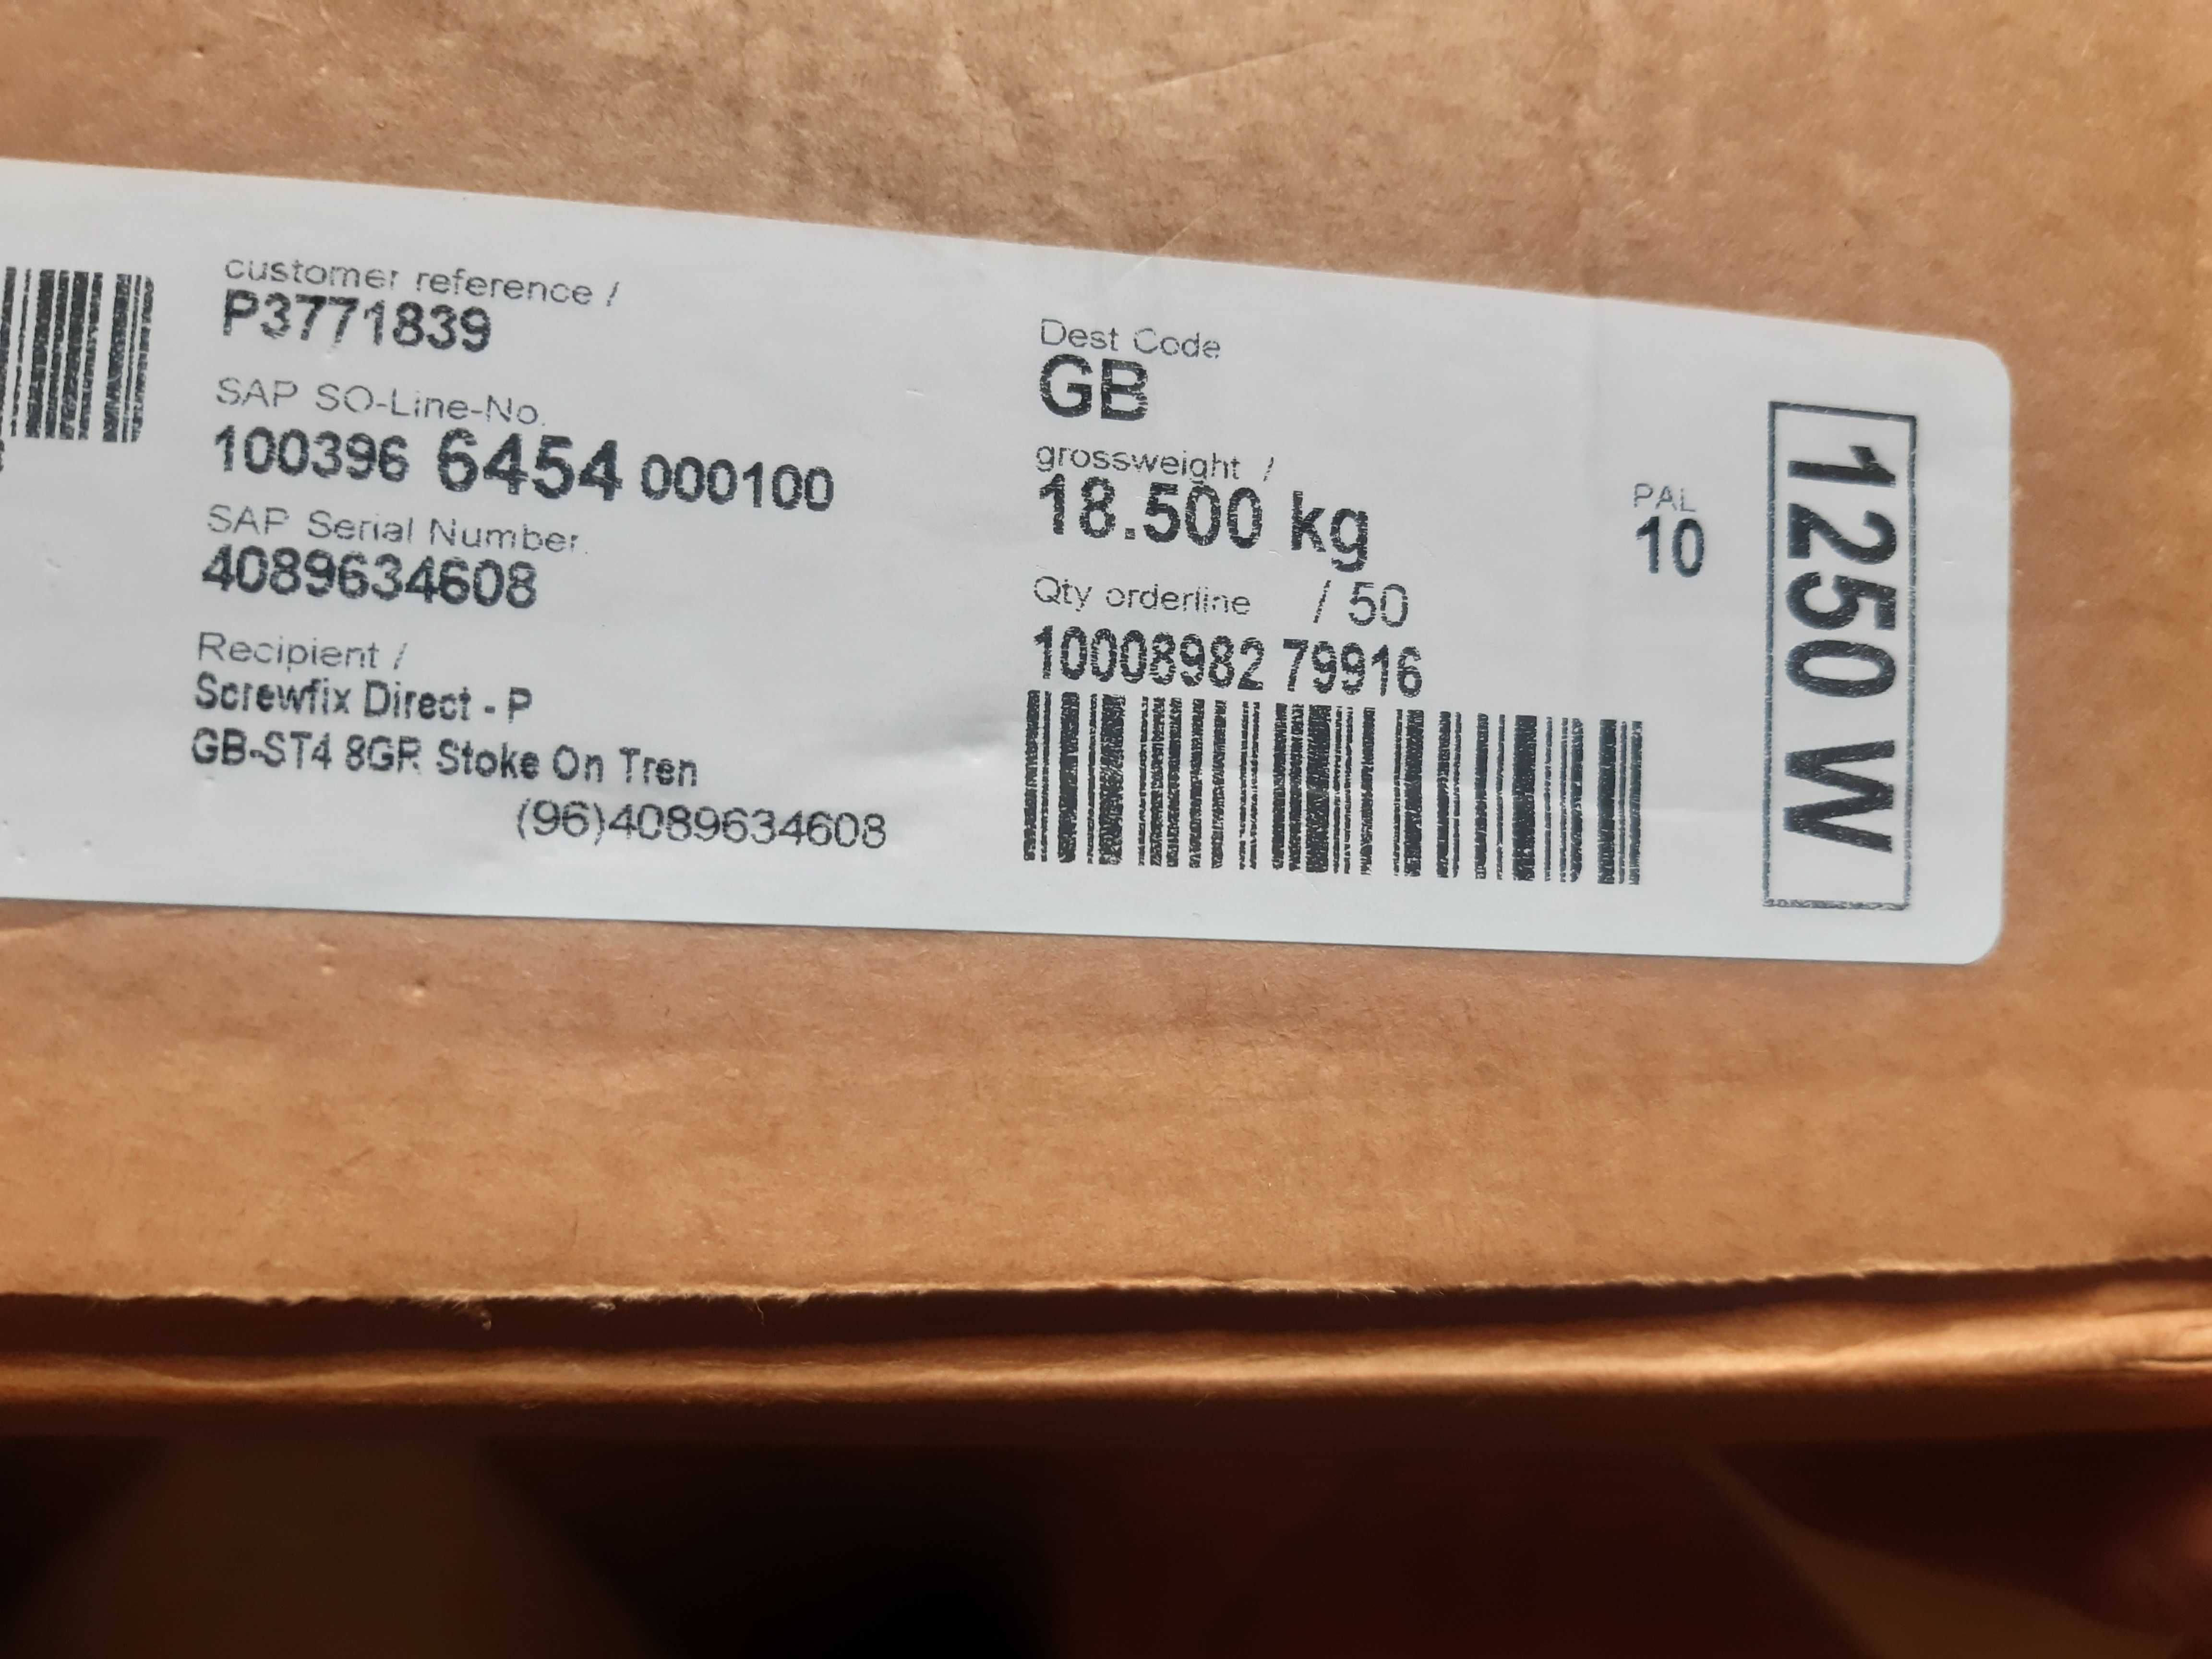 customer reference /
P3771839
SAP SO-Line-No.
100396 6454 000100
SAP Serial Number
4089634608
Recipient /
Screwfix Direct - P
GB-ST4 8GR Stoke On Tren
(96)4089634608
Dest Code
GB
grossweight /
18.500 kg
Qty orderline / 50
10008982 79916
PAL
10
1250 W